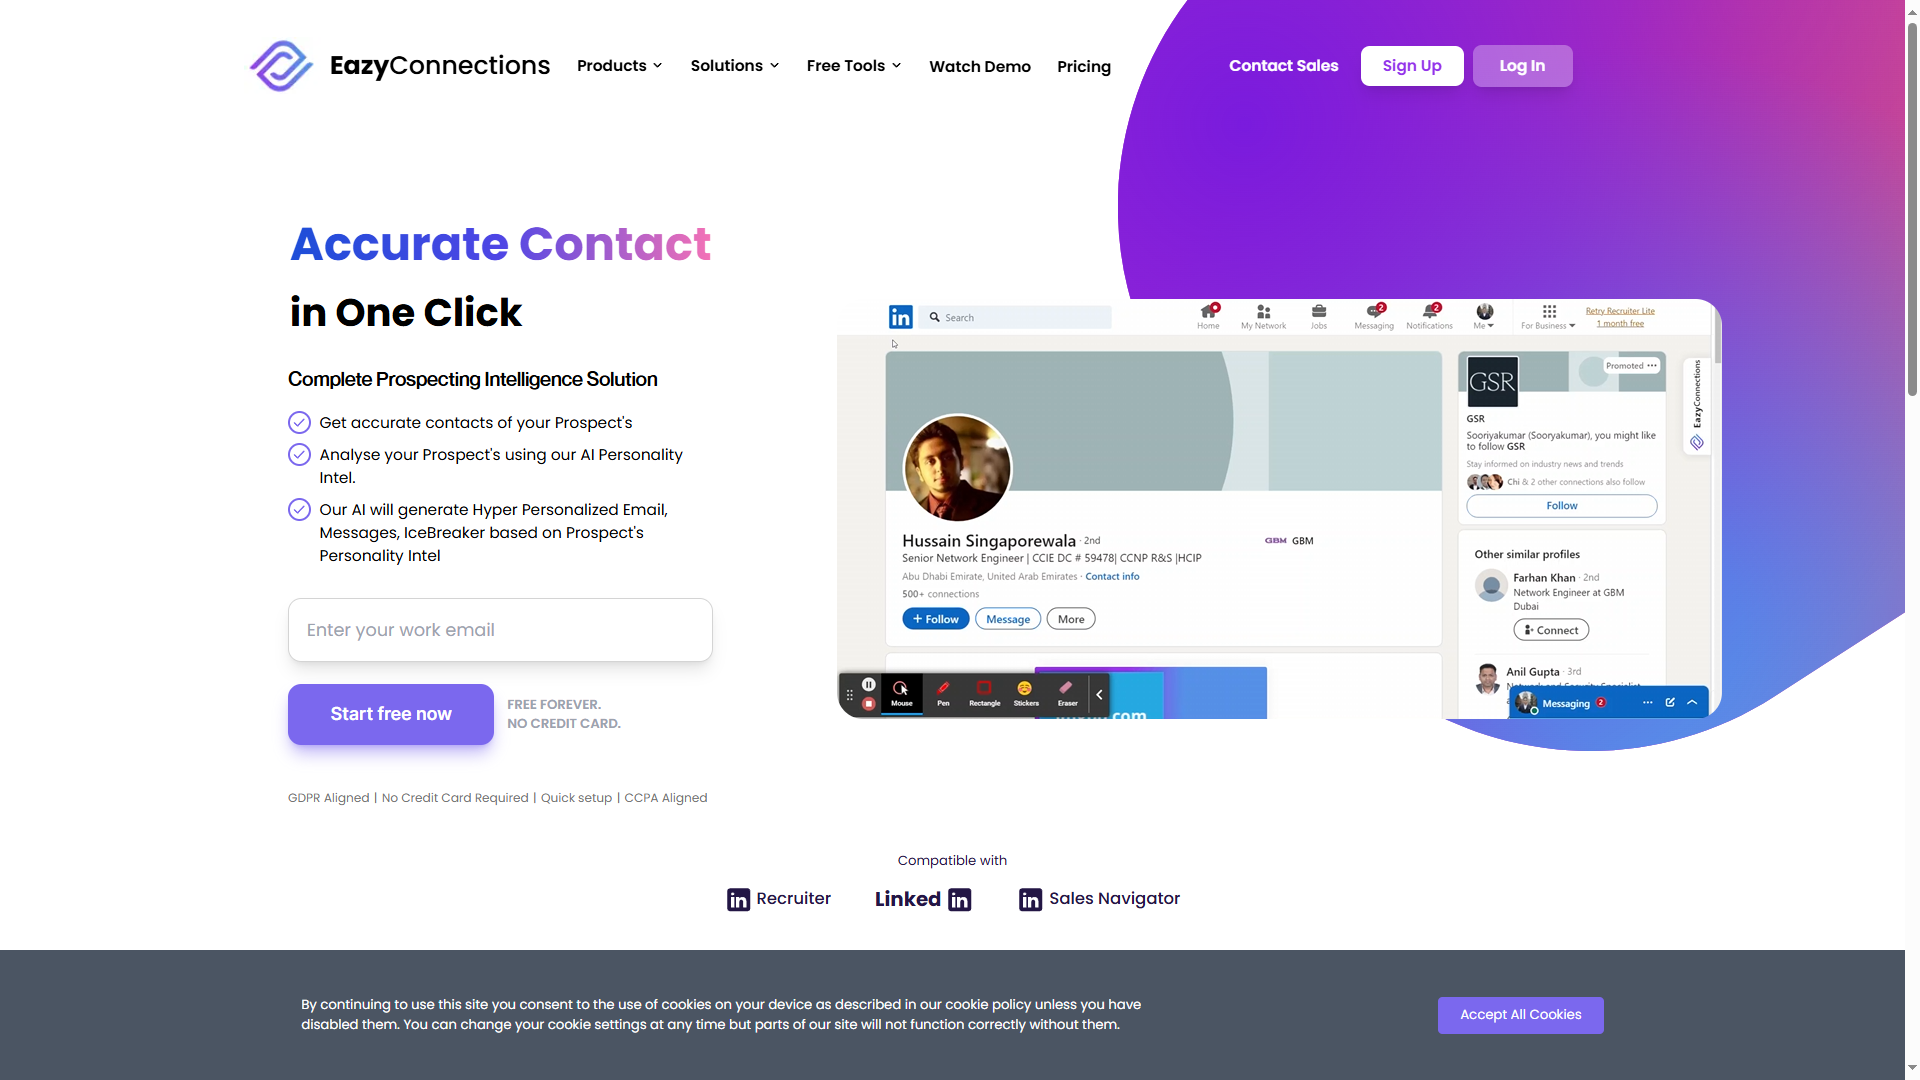 EazyConnections
Products
Solutions
Free Tools
Watch Demo
Pricing
Contact Sales
Sign Up
Log In
Accurate Contact
in One Click
Complete Prospecting Intelligence Solution
Get accurate contacts of your Prospect's
Analyse your Prospect's using our AI Personality
Intel.
Our AI will generate Hyper Personalized Email,
Messages, IceBreaker based on Prospect's
Personality Intel
Enter your work email
Start free now
FREE FOREVER.
NO CREDIT CARD.
GDPR Aligned | No Credit Card Required | Quick setup | CCPA Aligned
in
Search
Home
My Network
Jobs
2
Messaging
2
Notifications
Me
For Business
Retry Recruiter Lite
1 month free
Hussain Singaporewala · 2nd
Senior Network Engineer | CCIE DC # 59478| CCNP R&S |HCIP
Abu Dhabi Emirate, United Arab Emirates · Contact info
500+ connections
GBM GBM
+ Follow
Message
More
Promoted
GSR
GSR
Sooriyakumar (Sooryakumar), you might like
to follow GSR
Stay informed on industry news and trends
Chi & 2 other connections also follow
Follow
EazyConnections
Other similar profiles
Farhan Khan · 2nd
Network Engineer at GBM
Dubai
Connect
Anil Gupta · 3rd
Messaging 2
Mouse
Pen
Rectangle
Stickers
Eraser
Compatible with
in Recruiter
Linked in
in Sales Navigator
By continuing to use this site you consent to the use of cookies on your device as described in our cookie policy unless you have
disabled them. You can change your cookie settings at any time but parts of our site will not function correctly without them.
Accept All Cookies